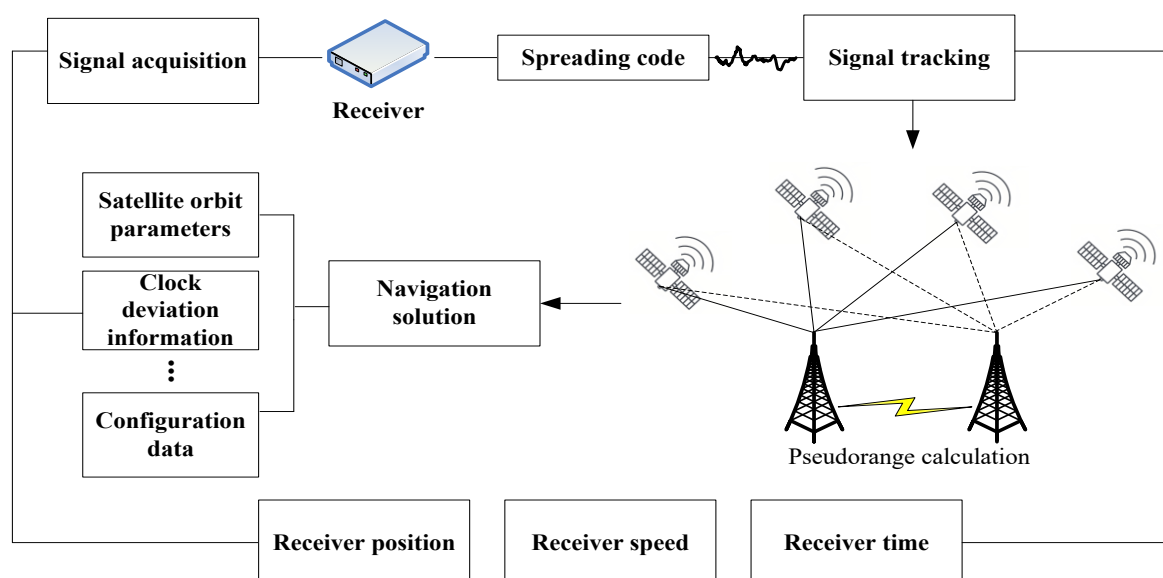 Signal acquisition
Receiver
Spreading code
Signal tracking
Satellite orbit
parameters
Clock
deviation
information
Configuration
data
Navigation
solution
Pseudorange calculation
Receiver position
Receiver speed
Receiver time